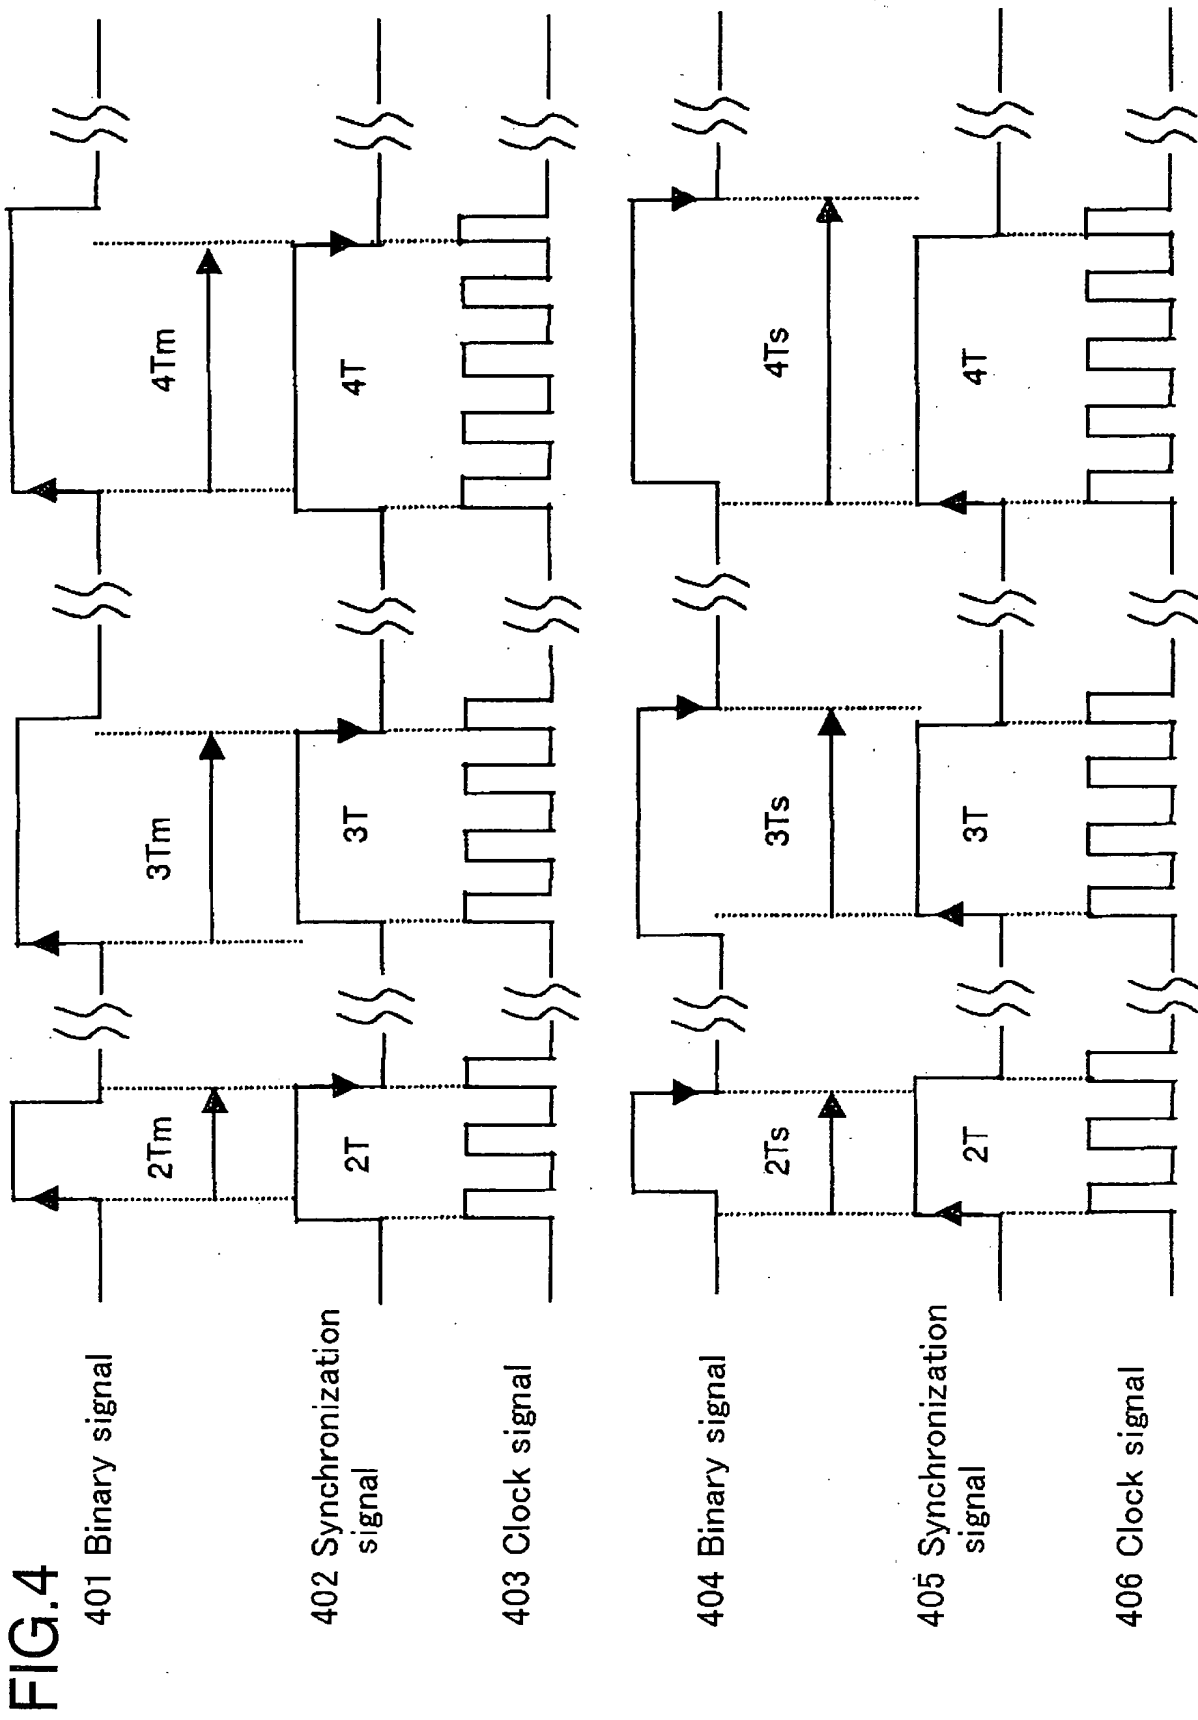 FIG.4
401 Binary signal
2Tm
3Tm
4Tm
402 Synchronization
signal
2T
3T
4T
403 Clock signal
404 Binary signal
2Ts
3Ts
4Ts
405 Synchronization
signal
2T
3T
4T
406 Clock signal